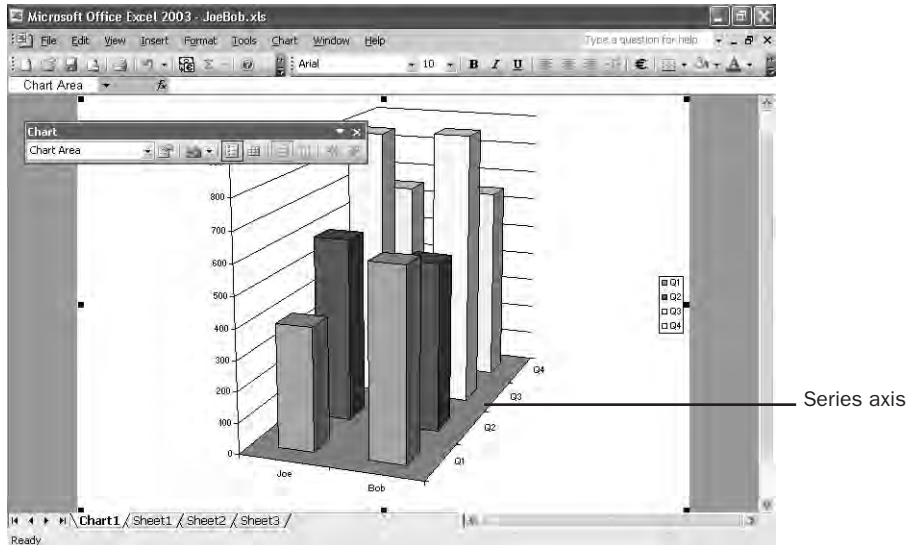 Microsoft Office Excel 2003 - JoeBob.xls
File Edit View Insert Format Tools Chart Window Help
Type a question for help
Arial 10 B I U € A
Chart Area fx
Chart
Chart Area
800
700
600
500
400
300
200
100
0
Joe
Bob
Q1
Q2
Q3
Q4
Q1
Q2
Q3
Q4
Series axis
Chart1 / Sheet1 / Sheet2 / Sheet3 /
Ready